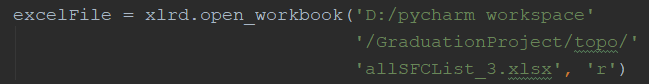 excelFile = xlrd.open_workbook('D:/pycharm workspace'
'/GraduationProject/topo/'
'allSFCList_3.xlsx', 'r')